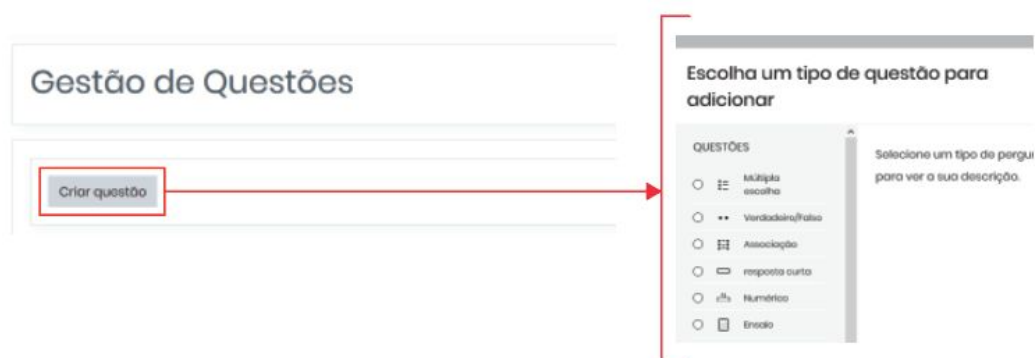 Gestão de Questões
Criar questão
Escolha um tipo de questão para
adicionar
QUESTÕES
Múltipla
escolha
Verdadeiro/Falso
Associação
resposta curta
Numérico
Ensaio
Selecione um tipo de pergu
para ver a sua descrição.